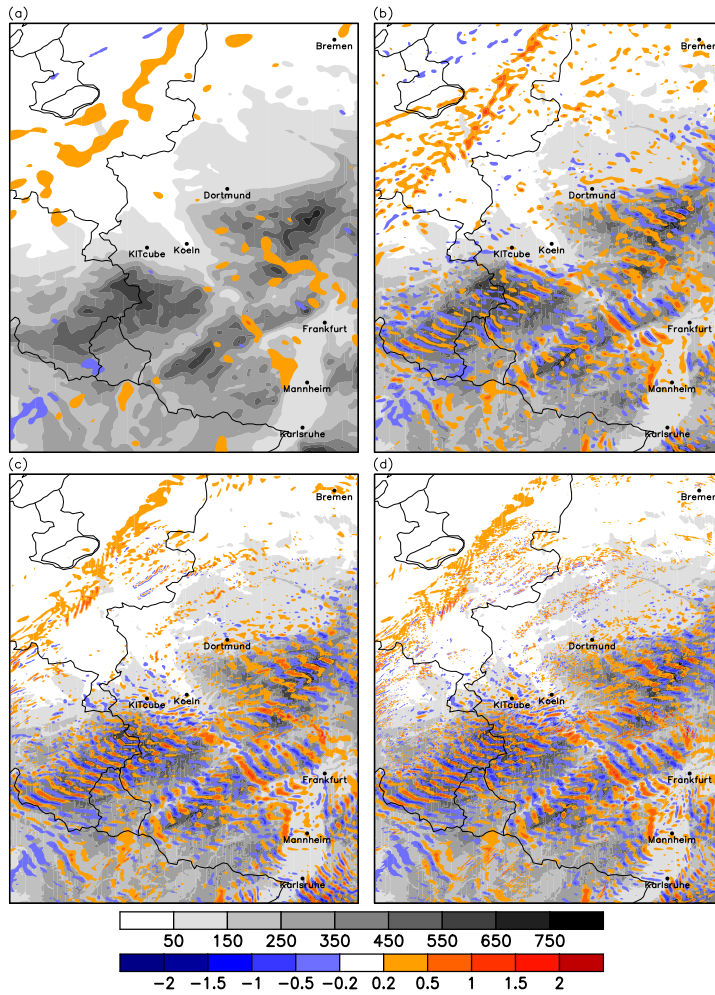 (a)
Bremen
Dortmund
KITcube
Koeln
Frankfurt
Mannheim
Karlsruhe
(b)
Bremen
Dortmund
KITcube
Koeln
Frankfurt
Mannheim
Karlsruhe
(c)
Bremen
Dortmund
KITcube
Koeln
Frankfurt
Mannheim
Karlsruhe
(d)
Bremen
Dortmund
KITcube
Koeln
Frankfurt
Mannheim
Karlsruhe
50 150 250 350 450 550 650 750
−2 −1.5 −1 −0.5 −0.2 0.2 0.5 1 1.5 2